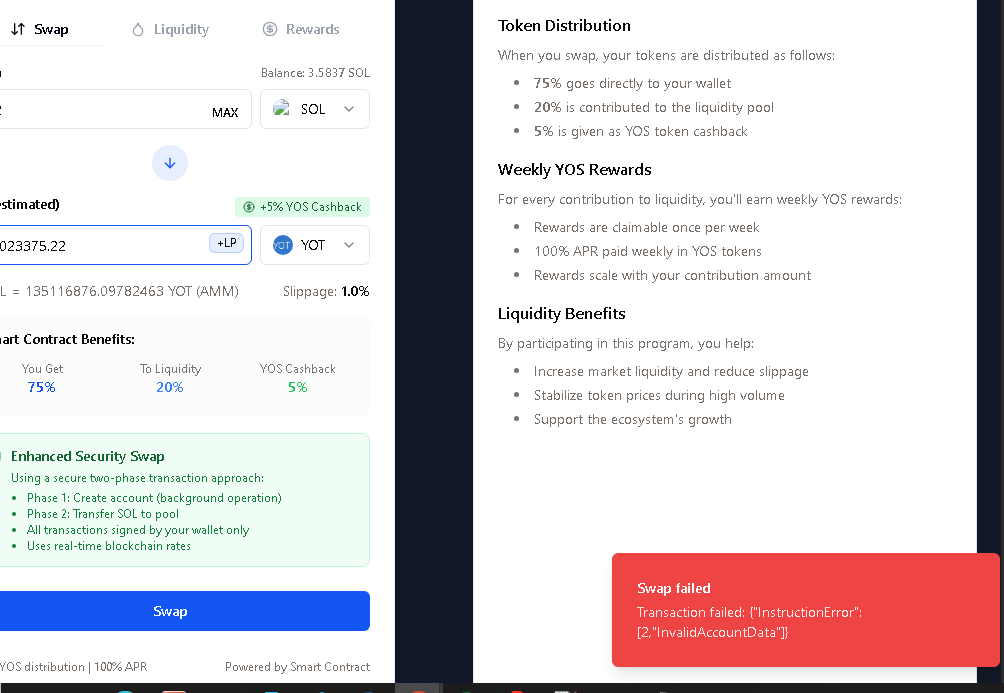 Swap
Liquidity
Rewards
Balance: 3.5837 SOL
MAX
SOL
estimated)
+5% YOS Cashback
023375.22
+LP
YOT
YOT
L = 135116876.09782463 YOT (AMM)
Slippage: 1.0%
art Contract Benefits:
You Get
To Liquidity
YOS Cashback
75%
20%
5%
Enhanced Security Swap
Using a secure two-phase transaction approach:
• Phase 1: Create account (background operation)
• Phase 2: Transfer SOL to pool
• All transactions signed by your wallet only
• Uses real-time blockchain rates
Swap
YOS distribution | 100% APR
Powered by Smart Contract
Token Distribution
When you swap, your tokens are distributed as follows:
• 75% goes directly to your wallet
• 20% is contributed to the liquidity pool
• 5% is given as YOS token cashback
Weekly YOS Rewards
For every contribution to liquidity, you'll earn weekly YOS rewards:
• Rewards are claimable once per week
• 100% APR paid weekly in YOS tokens
• Rewards scale with your contribution amount
Liquidity Benefits
By participating in this program, you help:
• Increase market liquidity and reduce slippage
• Stabilize token prices during high volume
• Support the ecosystem's growth
Swap failed
Transaction failed: {"InstructionError":
[2,"InvalidAccountData"]}